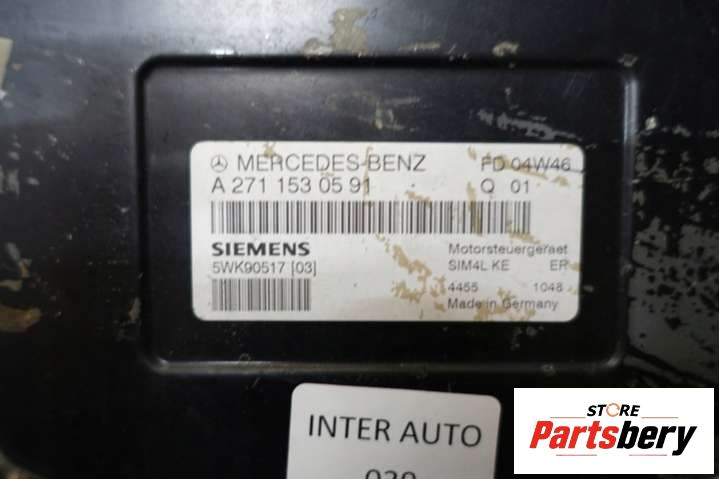 MERCEDES-BENZ FD 04W46
A 271 153 05 91 Q 01
SIEMENS Motorsteuergeraet
5WK90517 [03] SIM4L KE ER
4455 1048
Made in Germany
INTER AUTO
STORE
Partsbery